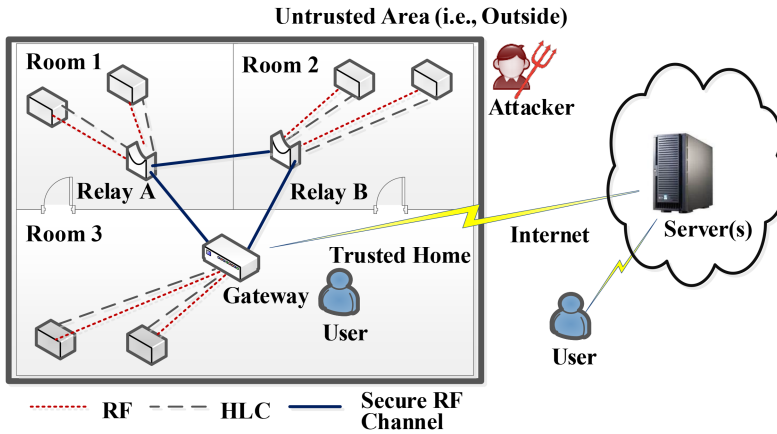 Untrusted Area (i.e., Outside)
Room 1
Room 2
Attacker
Relay A
Relay B
Room 3
Internet
Server(s)
Trusted Home
Gateway
User
User
RF
HLC
Secure RF
Channel